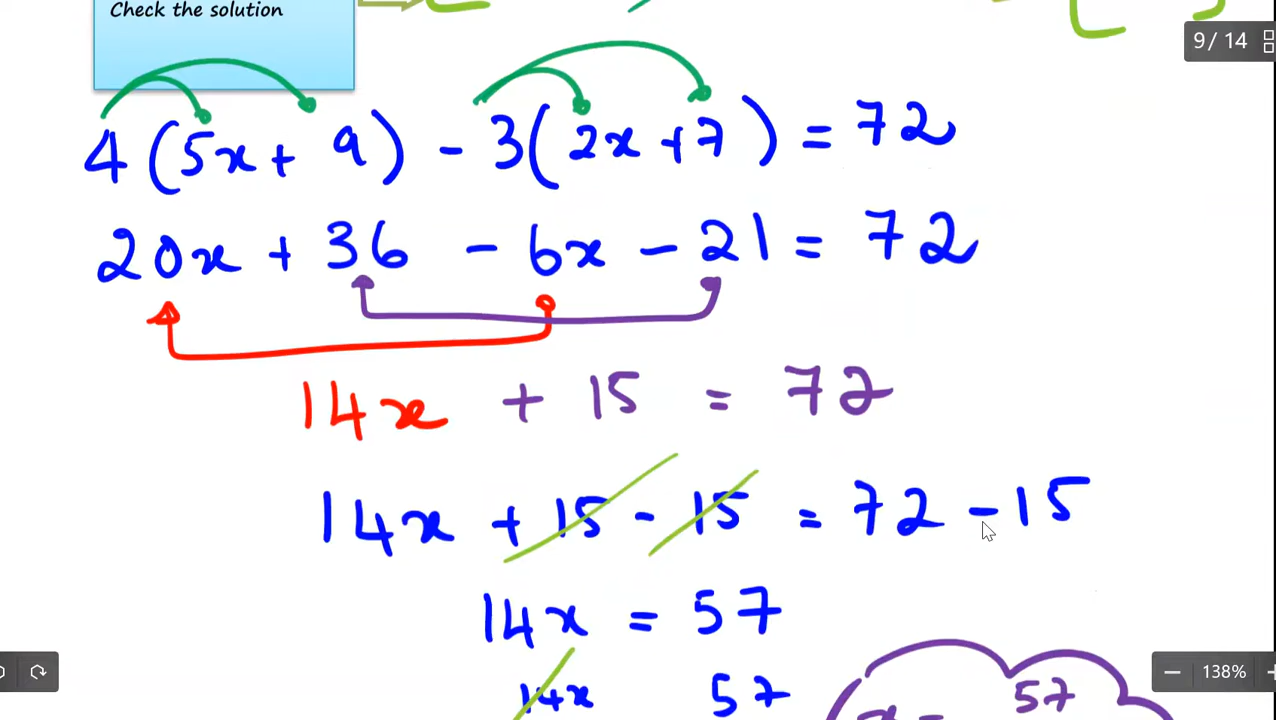 Check the solution
9 / 14
4(5x + 9) - 3(2x + 7) = 72
20x + 36 - 6x - 21 = 72
14x + 15 = 72
14x + 15 - 15 = 72 - 15
14x = 57
14x 57
x = 57
138%